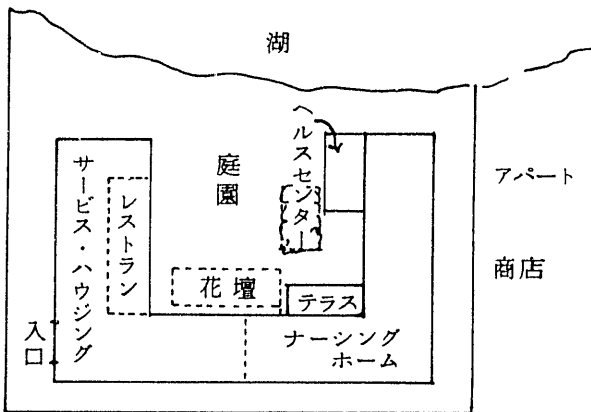 湖
ヘルスセンター
庭園
サービス・ハウジング
レストラン
アパート
商店
花壇
テラス
入口
ナーシング
ホーム